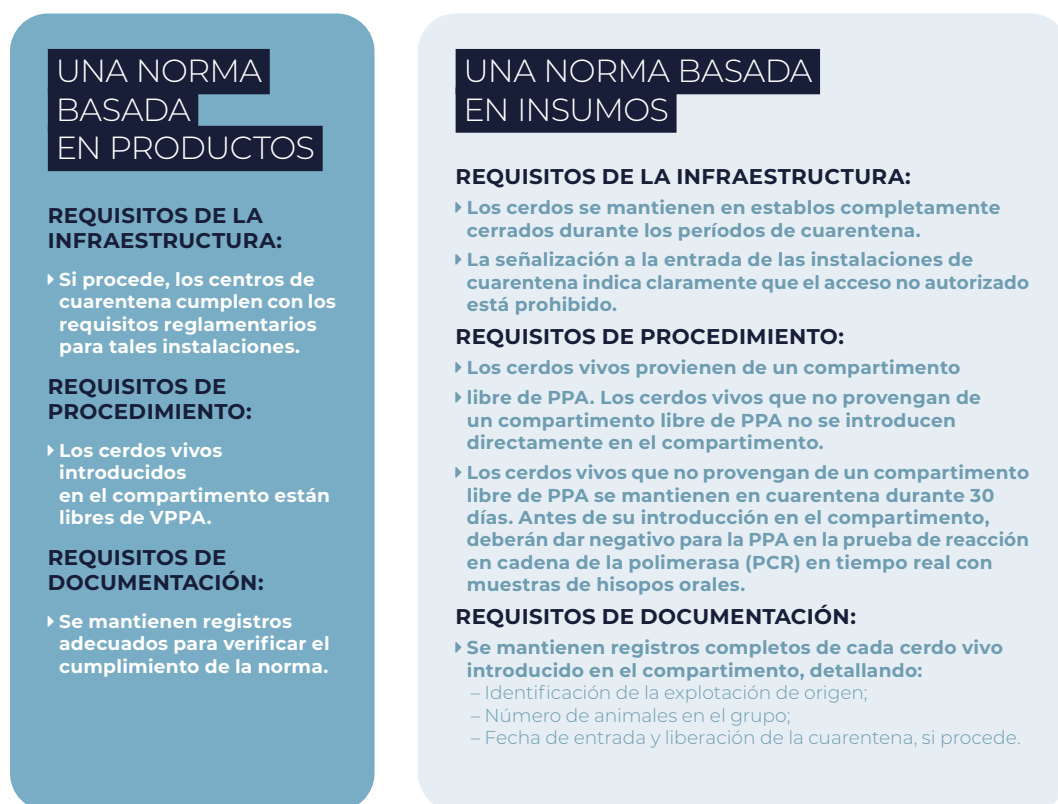 UNA NORMA
BASADA
EN PRODUCTOS
REQUISITOS DE LA
INFRAESTRUCTURA:
Si procede, los centros de
cuarentena cumplen con los
requisitos reglamentarios
para tales instalaciones.
REQUISITOS DE
PROCEDIMIENTO:
Los cerdos vivos
introducidos
en el compartimento están
libres de VPPA.
REQUISITOS DE
DOCUMENTACIÓN:
Se mantienen registros
adecuados para verificar el
cumplimiento de la norma.
UNA NORMA BASADA
EN INSUMOS
REQUISITOS DE LA INFRAESTRUCTURA:
Los cerdos se mantienen en establos completamente
cerrados durante los períodos de cuarentena.
La señalización a la entrada de las instalaciones de
cuarentena indica claramente que el acceso no autorizado
está prohibido.
REQUISITOS DE PROCEDIMIENTO:
Los cerdos vivos provienen de un compartimento
libre de PPA. Los cerdos vivos que no provengan de
un compartimento libre de PPA no se introducen
directamente en el compartimento.
Los cerdos vivos que no provengan de un compartimento
libre de PPA se mantienen en cuarentena durante 30
días. Antes de su introducción en el compartimento,
deberán dar negativo para la PPA en la prueba de reacción
en cadena de la polimerasa (PCR) en tiempo real con
muestras de hisopos orales.
REQUISITOS DE DOCUMENTACIÓN:
Se mantienen registros completos de cada cerdo vivo
introducido en el compartimento, detallando:
– Identificación de la explotación de origen;
– Número de animales en el grupo;
– Fecha de entrada y liberación de la cuarentena, si procede.